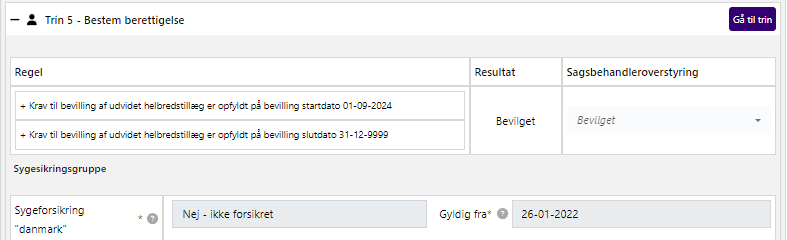 Trin 5 - Bestem berettigelse
Gå til trin
Regel
Resultat
Sagsbehandleroverstyring
+ Krav til bevilling af udvidet helbredstillæg er opfyldt på bevilling startdato 01-09-2024
+ Krav til bevilling af udvidet helbredstillæg er opfyldt på bevilling slutdato 31-12-9999
Bevilget
Bevilget
Sygesikringsgruppe
Sygeforsikring "danmark" * ?
Nej - ikke forsikret
Gyldig fra* ?
26-01-2022